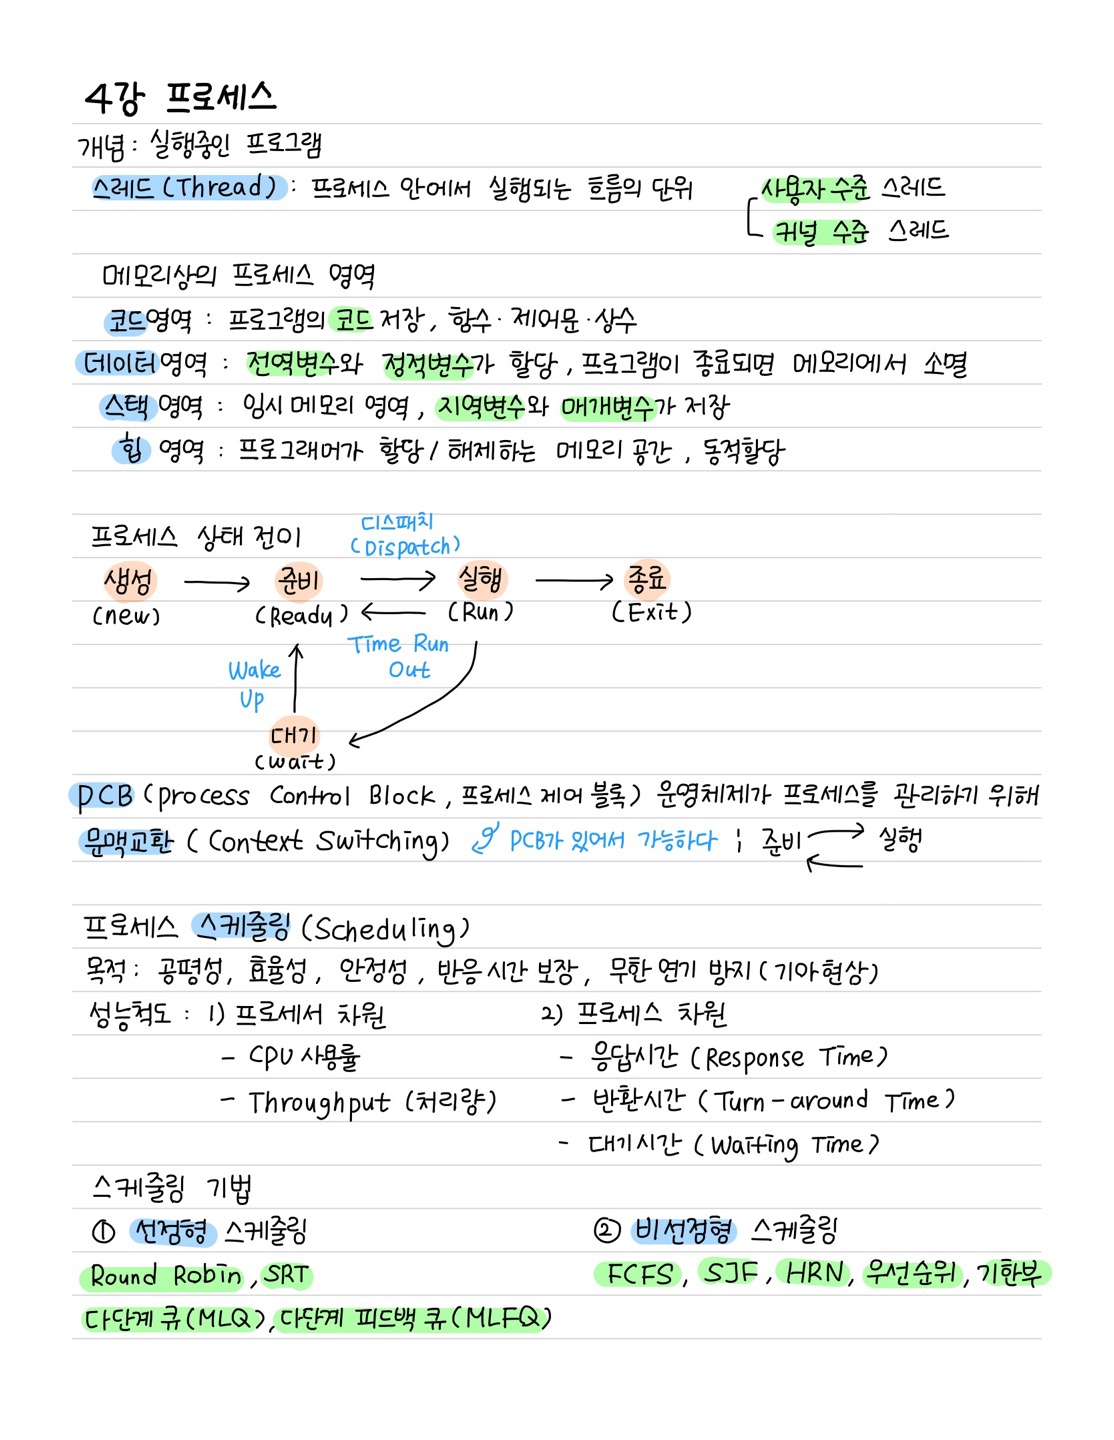 4강 프로세스
개념 : 실행중인 프로그램
스레드 (Thread) : 프로세스 안에서 실행되는 흐름의 단위 사용자 수준 스레드
커널 수준 스레드
메모리상의 프로세스 영역
코드영역 : 프로그램의 코드 저장, 함수·제어문·상수
데이터영역 : 전역변수와 정적변수가 할당, 프로그램이 종료되면 메모리에서 소멸
스택 영역 : 임시 메모리 영역, 지역변수와 매개변수가 저장
힙 영역 : 프로그래머가 할당/해제하는 메모리 공간, 동적할당
프로세스 상태 전이 디스패치
(Dispatch)
생성 → 준비 → 실행 → 종료
(new) (Ready) ← (Run) (Exit)
Time Run
Out
Wake
Up
대기
(wait)
PCB (process Control Block, 프로세스 제어 블록) 운영체제가 프로세스를 관리하기 위해
문맥교환 (Context Switching) PCB가 있어서 가능하다 ; 준비 실행
프로세스 스케줄링 (Scheduling)
목적 : 공평성, 효율성, 안정성, 반응 시간 보장, 무한 연기 방지 (기아현상)
성능척도 : 1) 프로세서 차원 2) 프로세스 차원
- CPU 사용률 - 응답시간 (Response Time)
- Throughput (처리량) - 반환시간 (Turn-around Time)
- 대기시간 (Waiting Time)
스케줄링 기법
① 선점형 스케줄링 ② 비선점형 스케줄링
Round Robin, SRT FCFS, SJF, HRN, 우선순위, 기한부
다단계 큐(MLQ), 다단계 피드백 큐(MLFQ)